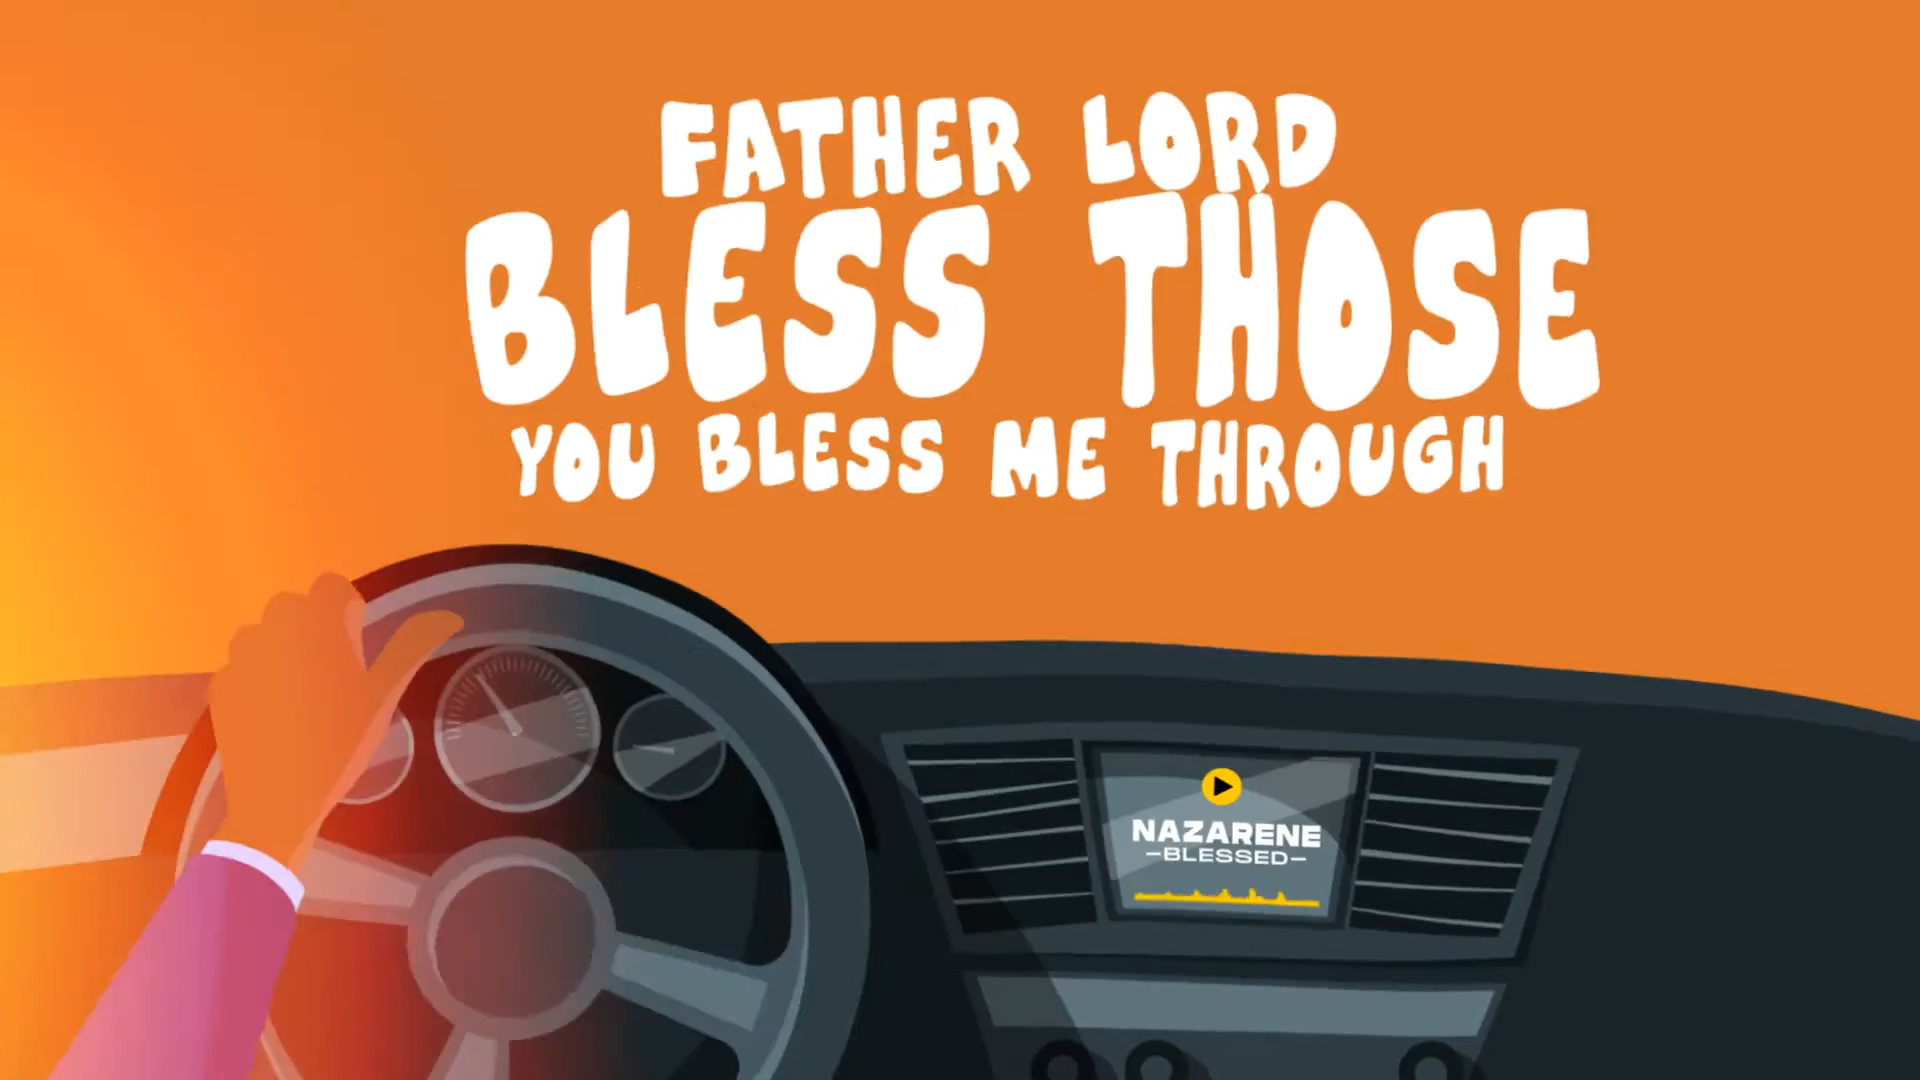 FATHER LORD
BLESS THOSE
YOU BLESS ME THROUGH
NAZARENE
–BLESSED–